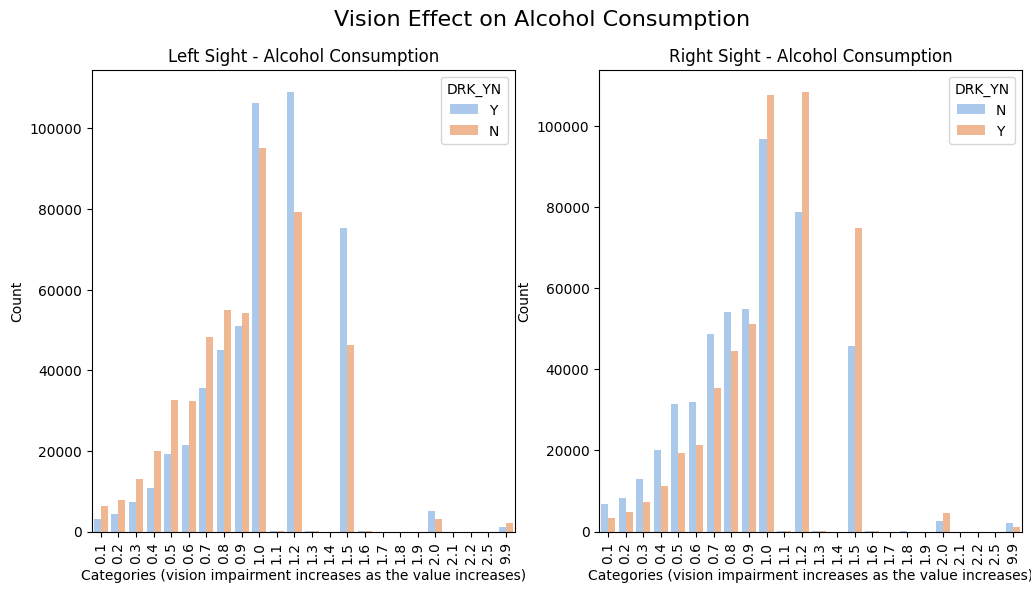 Vision Effect on Alcohol Consumption
Left Sight - Alcohol Consumption
DRK_YN
Y
N
100000
80000
60000
40000
20000
0
Count
0.1 0.2 0.3 0.4 0.5 0.6 0.7 0.8 0.9 1.0 1.1 1.2 1.3 1.4 1.5 1.6 1.7 1.8 1.9 2.0 2.1 2.2 2.5 9.9
Categories (vision impairment increases as the value increases)
Right Sight - Alcohol Consumption
DRK_YN
N
Y
100000
80000
60000
40000
20000
0
Count
0.1 0.2 0.3 0.4 0.5 0.6 0.7 0.8 0.9 1.0 1.1 1.2 1.3 1.4 1.5 1.6 1.7 1.8 1.9 2.0 2.1 2.2 2.5 9.9
Categories (vision impairment increases as the value increases)